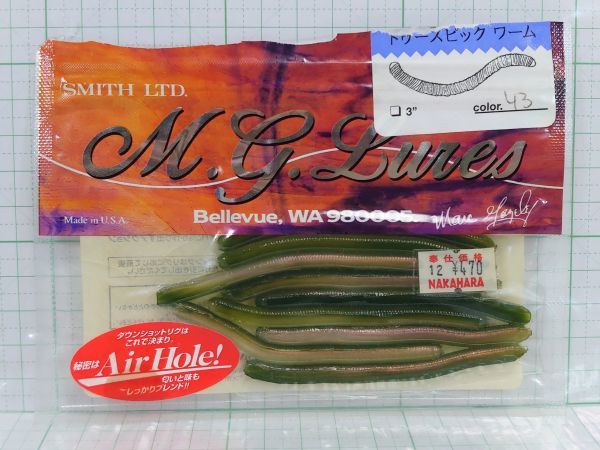 トゥースピック ワーム
SMITH LTD.
3"
color. 43
M.G. Lures
Made in U.S.A.
Bellevue, WA 980005
奉仕価格
12 ¥470
NAKAHARA
ダウンショットリグは
これで決まり。
秘密は
Air Hole!
匂いと味も
しっかりブレンド!!